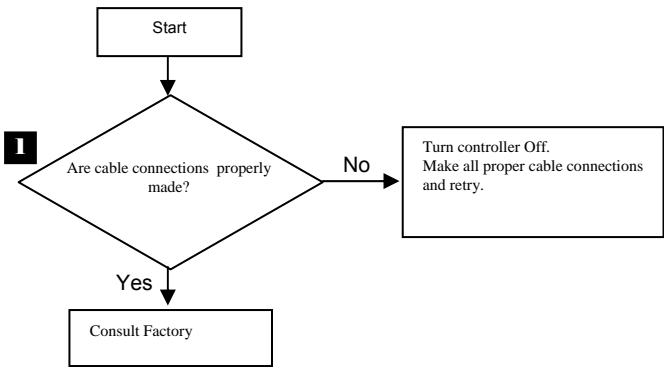 Start
1
Are cable connections properly
made?
No
Turn controller Off.
Make all proper cable connections
and retry.
Yes
Consult Factory